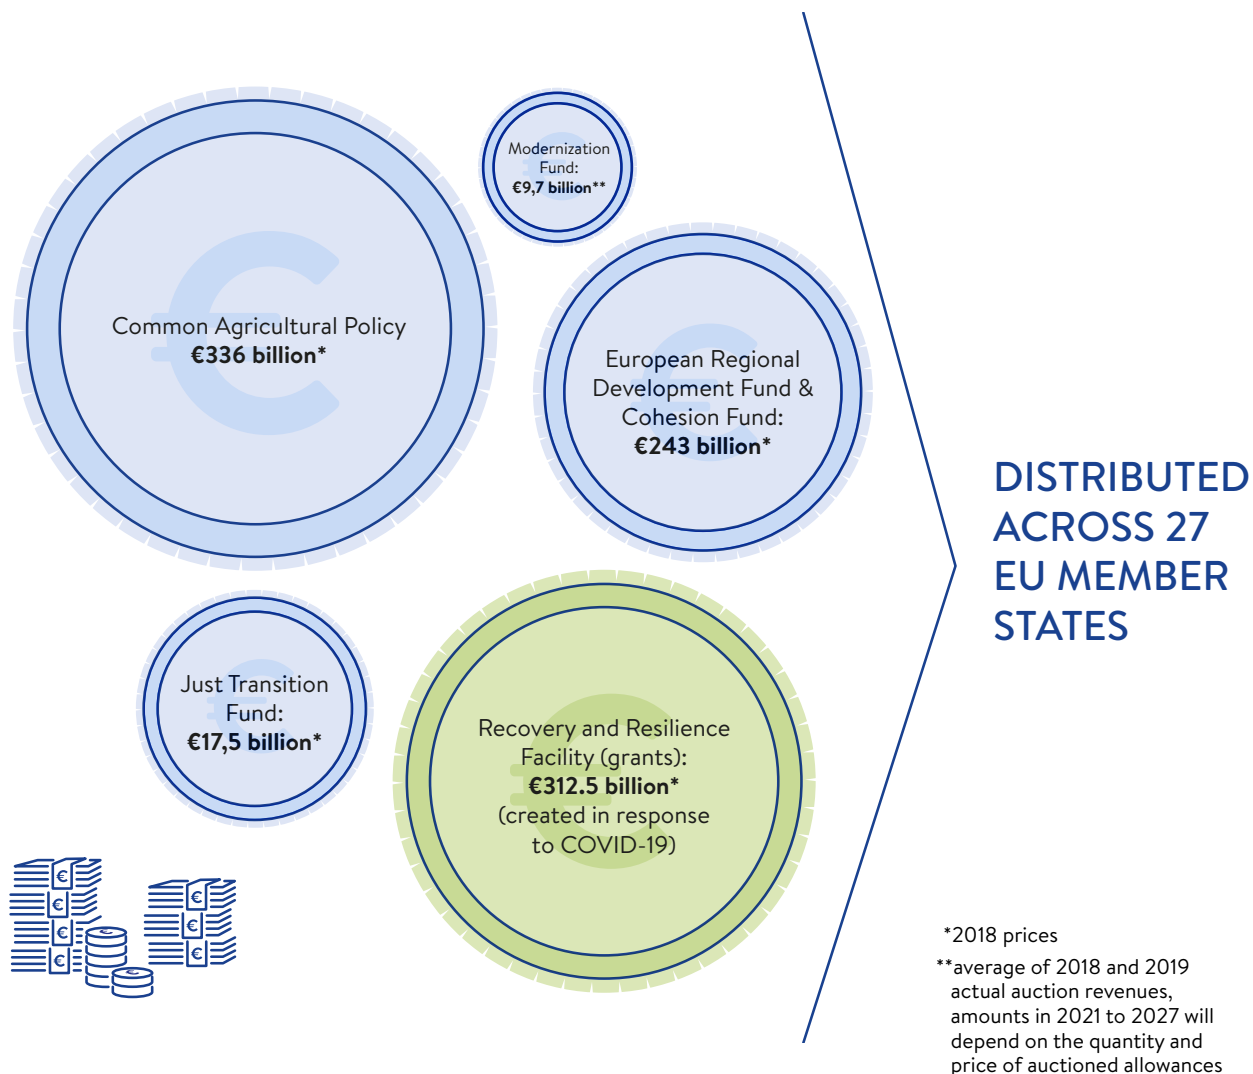 Modernization
Fund:
€9,7 billion**
Common Agricultural Policy
€336 billion*
European Regional
Development Fund &
Cohesion Fund:
€243 billion*
DISTRIBUTED
ACROSS 27
EU MEMBER
STATES
Just Transition
Fund:
€17,5 billion*
Recovery and Resilience
Facility (grants):
€312.5 billion*
(created in response
to COVID-19)
€
€
€
€
€
€
€
*2018 prices
**average of 2018 and 2019
actual auction revenues,
amounts in 2021 to 2027 will
depend on the quantity and
price of auctioned allowances